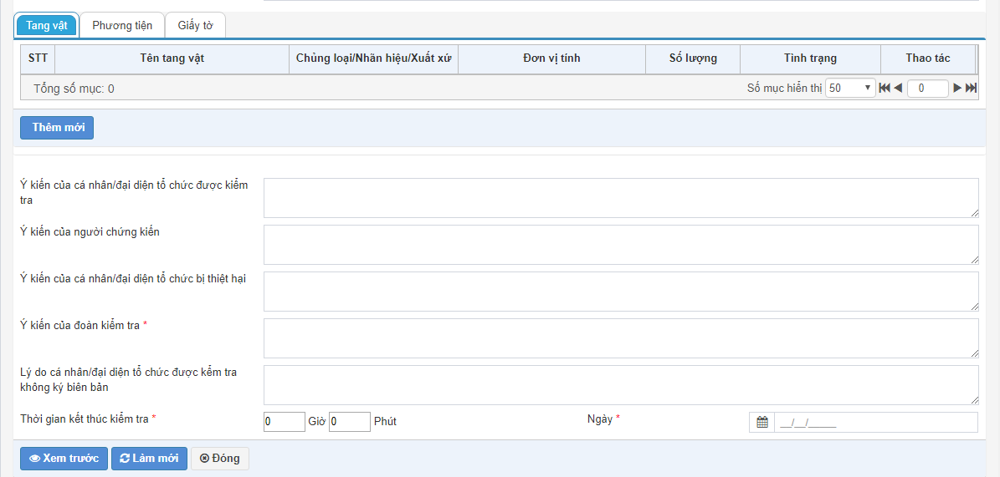 Tang vật Phương tiện Giấy tờ
STT Tên tang vật Chủng loại/Nhãn hiệu/Xuất xứ Đơn vị tính Số lượng Tình trạng Thao tác
Tổng số mục: 0 Số mục hiển thị 50 0
Thêm mới
Ý kiến của cá nhân/đại diện tổ chức được kiểm
tra
Ý kiến của người chứng kiến
Ý kiến của cá nhân/đại diện tổ chức bị thiệt hại
Ý kiến của đoàn kiểm tra *
Lý do cá nhân/đại diện tổ chức được kểm tra
không ký biên bản
Thời gian kết thúc kiểm tra * 0 Giờ 0 Phút Ngày * __/__/____
Xem trước Làm mới Đóng